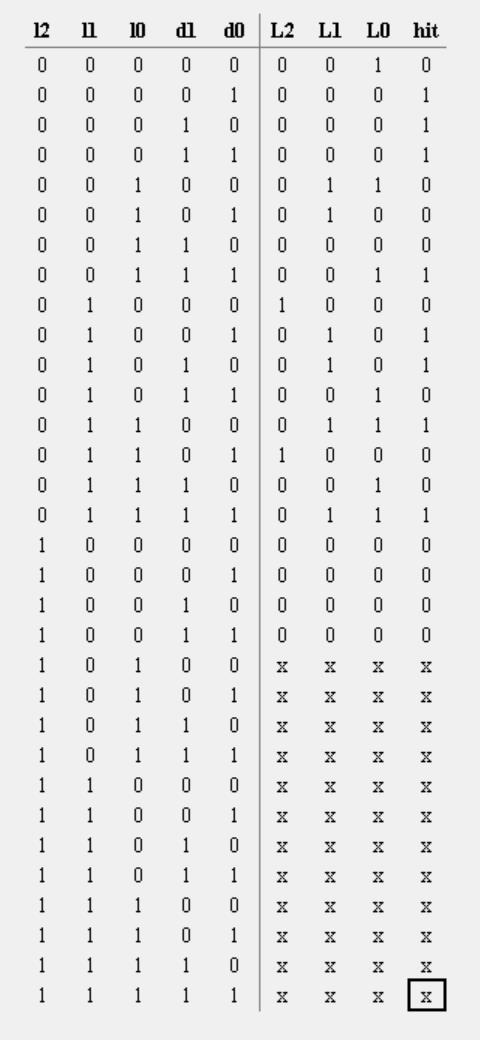 l2 l1 l0 d1 d0 L2 L1 L0 hit
0 0 0 0 0 0 0 1 0
0 0 0 0 1 0 0 0 1
0 0 0 1 0 0 0 0 1
0 0 0 1 1 0 0 0 1
0 0 1 0 0 0 1 1 0
0 0 1 0 1 0 1 0 0
0 0 1 1 0 0 0 0 0
0 0 1 1 1 0 0 1 1
0 1 0 0 0 1 0 0 0
0 1 0 0 1 0 1 0 1
0 1 0 1 0 0 1 0 1
0 1 0 1 1 0 0 1 0
0 1 1 0 0 0 1 1 1
0 1 1 0 1 1 0 0 0
0 1 1 1 0 0 0 1 0
0 1 1 1 1 0 1 1 1
1 0 0 0 0 0 0 0 0
1 0 0 0 1 0 0 0 0
1 0 0 1 0 0 0 0 0
1 0 0 1 1 0 0 0 0
1 0 1 0 0 x x x x
1 0 1 0 1 x x x x
1 0 1 1 0 x x x x
1 0 1 1 1 x x x x
1 1 0 0 0 x x x x
1 1 0 0 1 x x x x
1 1 0 1 0 x x x x
1 1 0 1 1 x x x x
1 1 1 0 0 x x x x
1 1 1 0 1 x x x x
1 1 1 1 0 x x x x
1 1 1 1 1 x x x x